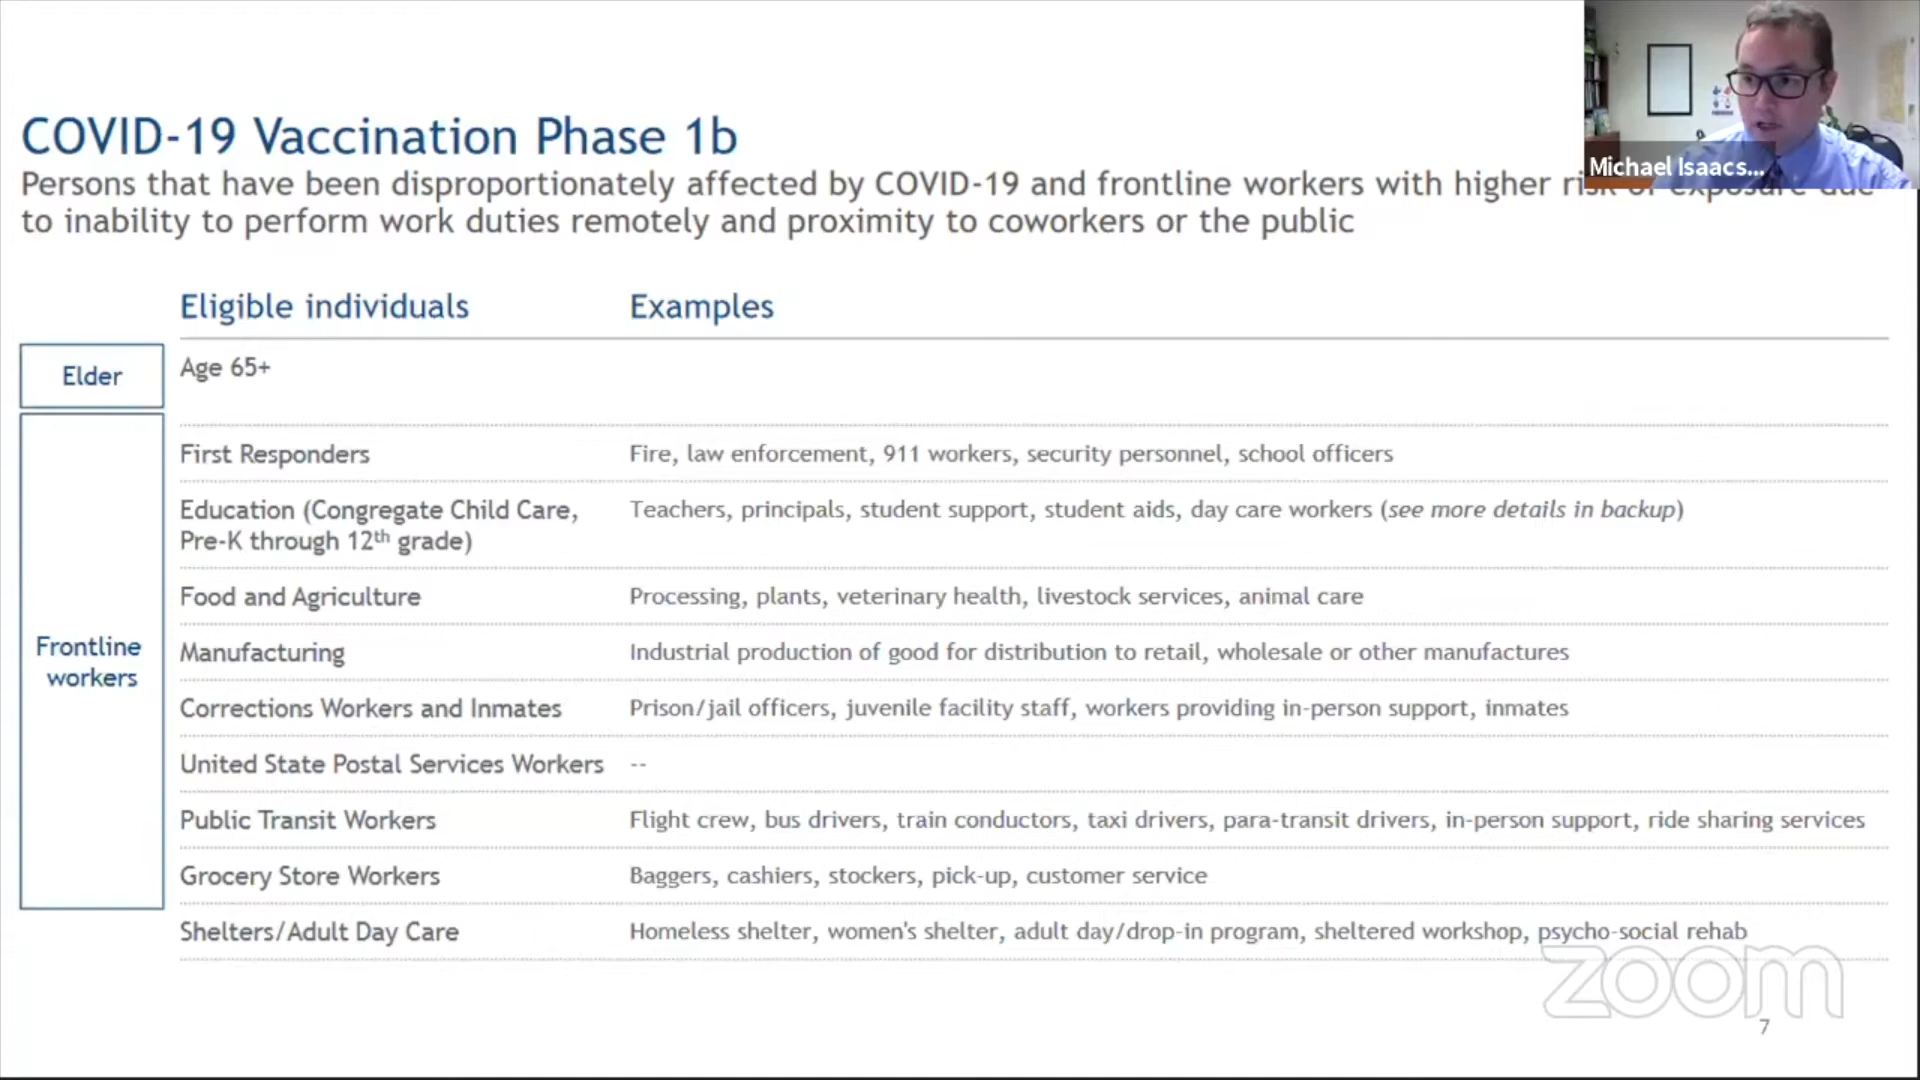 Michael Isaacs...
COVID-19 Vaccination Phase 1b
Persons that have been disproportionately affected by COVID-19 and frontline workers with higher risk of exposure due
to inability to perform work duties remotely and proximity to coworkers or the public
Eligible individuals Examples
Elder Age 65+
First Responders Fire, law enforcement, 911 workers, security personnel, school officers
Education (Congregate Child Care, Teachers, principals, student support, student aids, day care workers (see more details in backup)
Pre-K through 12th grade)
Food and Agriculture Processing, plants, veterinary health, livestock services, animal care
Frontline
workers
Manufacturing Industrial production of good for distribution to retail, wholesale or other manufactures
Corrections Workers and Inmates Prison/jail officers, juvenile facility staff, workers providing in-person support, inmates
United State Postal Services Workers --
Public Transit Workers Flight crew, bus drivers, train conductors, taxi drivers, para-transit drivers, in-person support, ride sharing services
Grocery Store Workers Baggers, cashiers, stockers, pick-up, customer service
Shelters/Adult Day Care Homeless shelter, women's shelter, adult day/drop-in program, sheltered workshop, psycho-social rehab
zoom
7